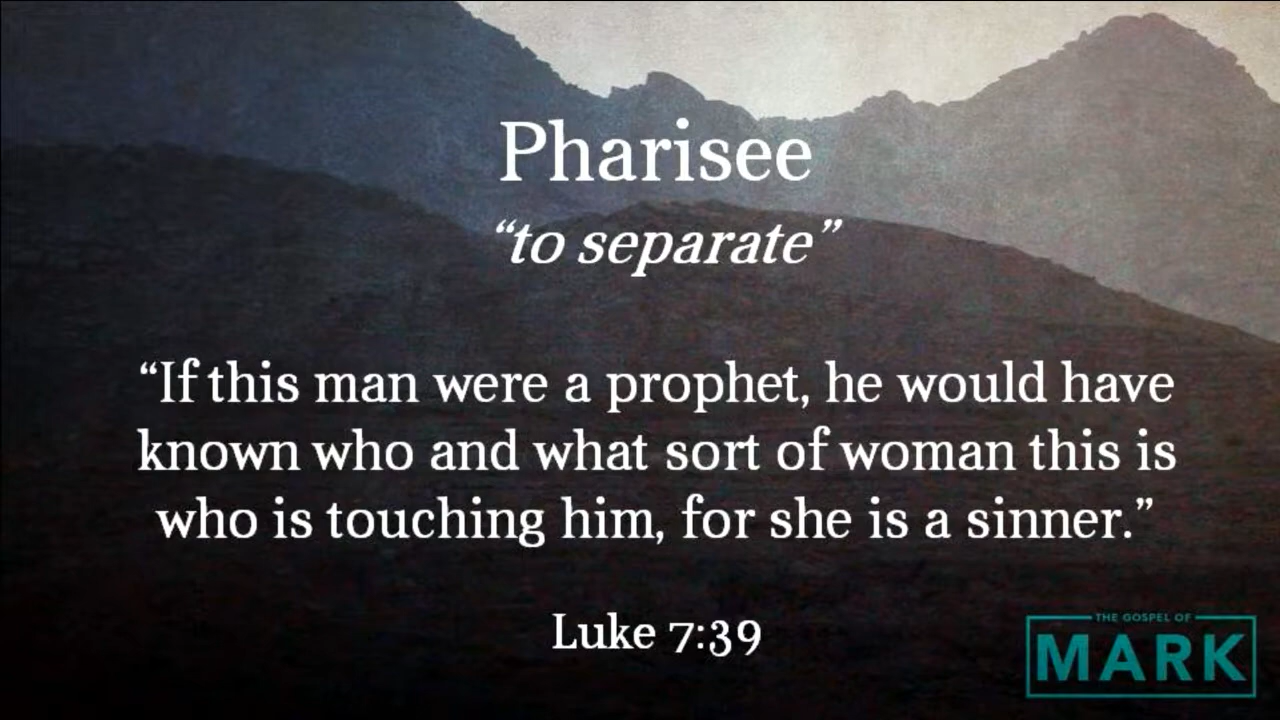 Pharisee
“to separate”
“If this man were a prophet, he would have
known who and what sort of woman this is
who is touching him, for she is a sinner.”
Luke 7:39
THE GOSPEL OF
MARK